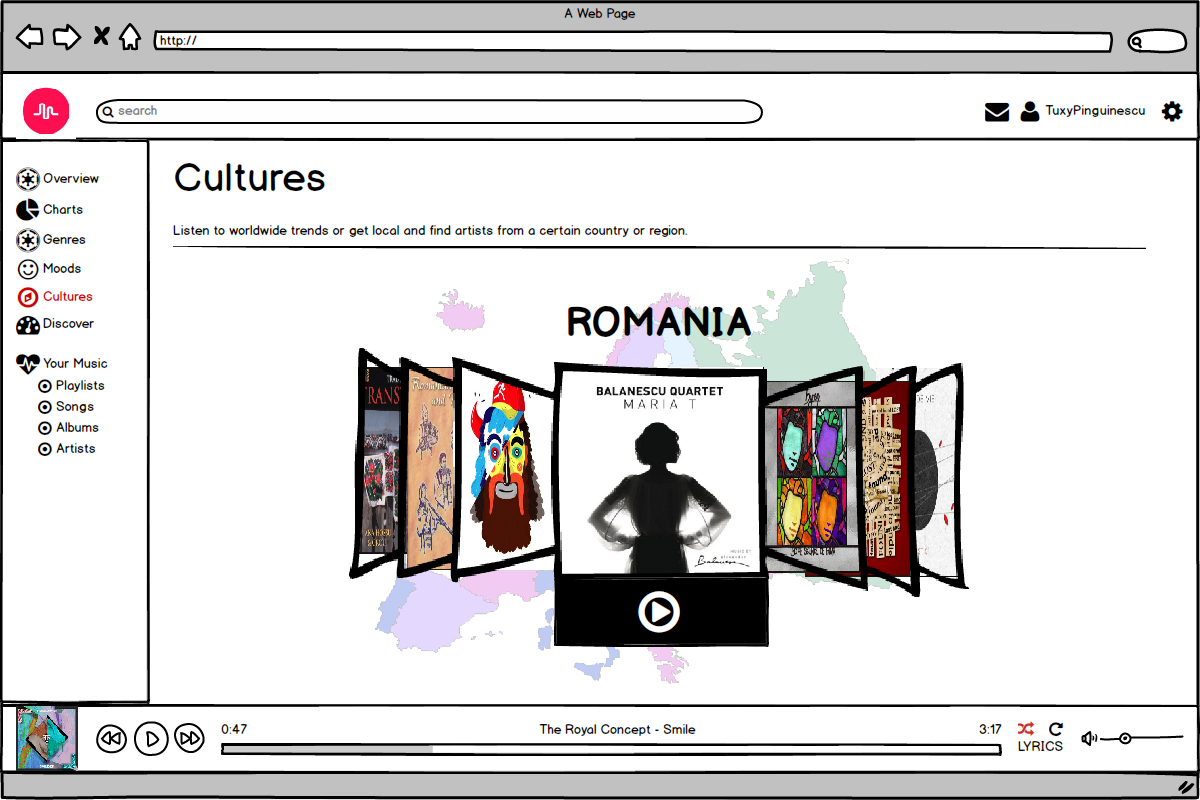 A Web Page
http://
search
TuxyPinguinescu
Overview
Charts
Genres
Moods
Cultures
Discover
Your Music
Playlists
Songs
Albums
Artists
Cultures
Listen to worldwide trends or get local and find artists from a certain country or region.
ROMANIA
BALANESCU QUARTET
MARIA T
MUSIC BY
0:47
The Royal Concept - Smile
3:17
LYRICS